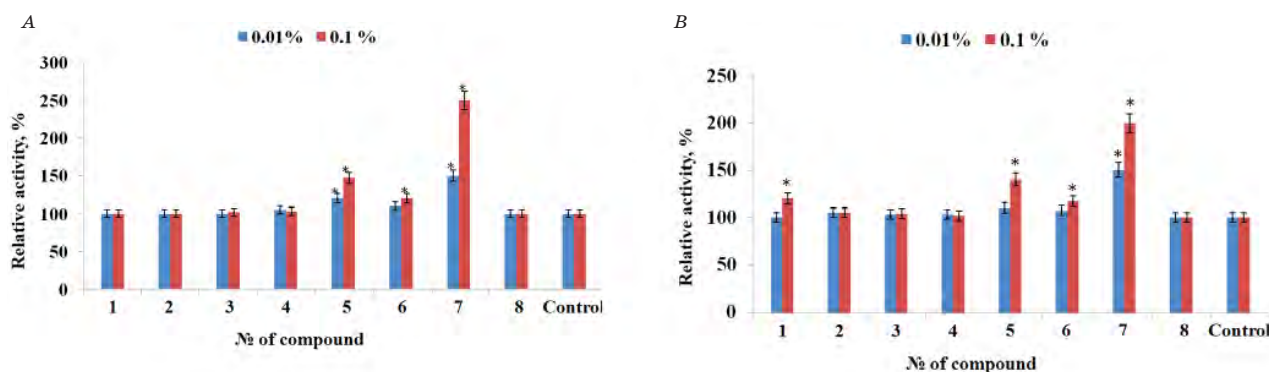 A
0.01% 0.1 %
300
250
200
150
100
50
0
Relative activity, %
* * * * *
1 2 3 4 5 6 7 8 Control
№ of compound
B
0.01% 0.1 %
250
200
150
100
50
0
Relative activity, %
* * * * *
1 2 3 4 5 6 7 8 Control
№ of compound